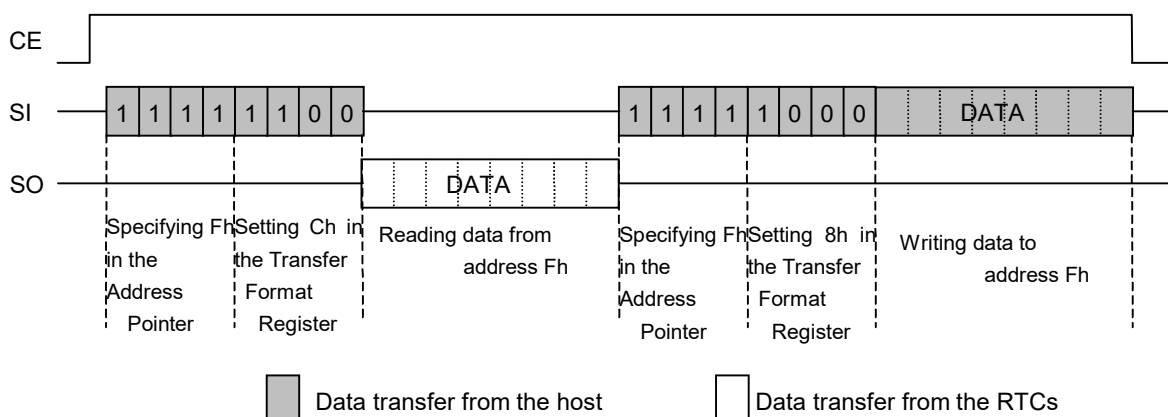 CE
SI 1 1 1 1 1 1 0 0 1 1 1 1 1 0 0 0 DATA
SO DATA
Specifying Fh
in the
Address
Pointer
Setting Ch in
the Transfer
Format
Register
Reading data from
address Fh
Specifying Fh
in the
Address
Pointer
Setting 8h in
the Transfer
Format
Register
Writing data to
address Fh
Data transfer from the host
Data transfer from the RTCs